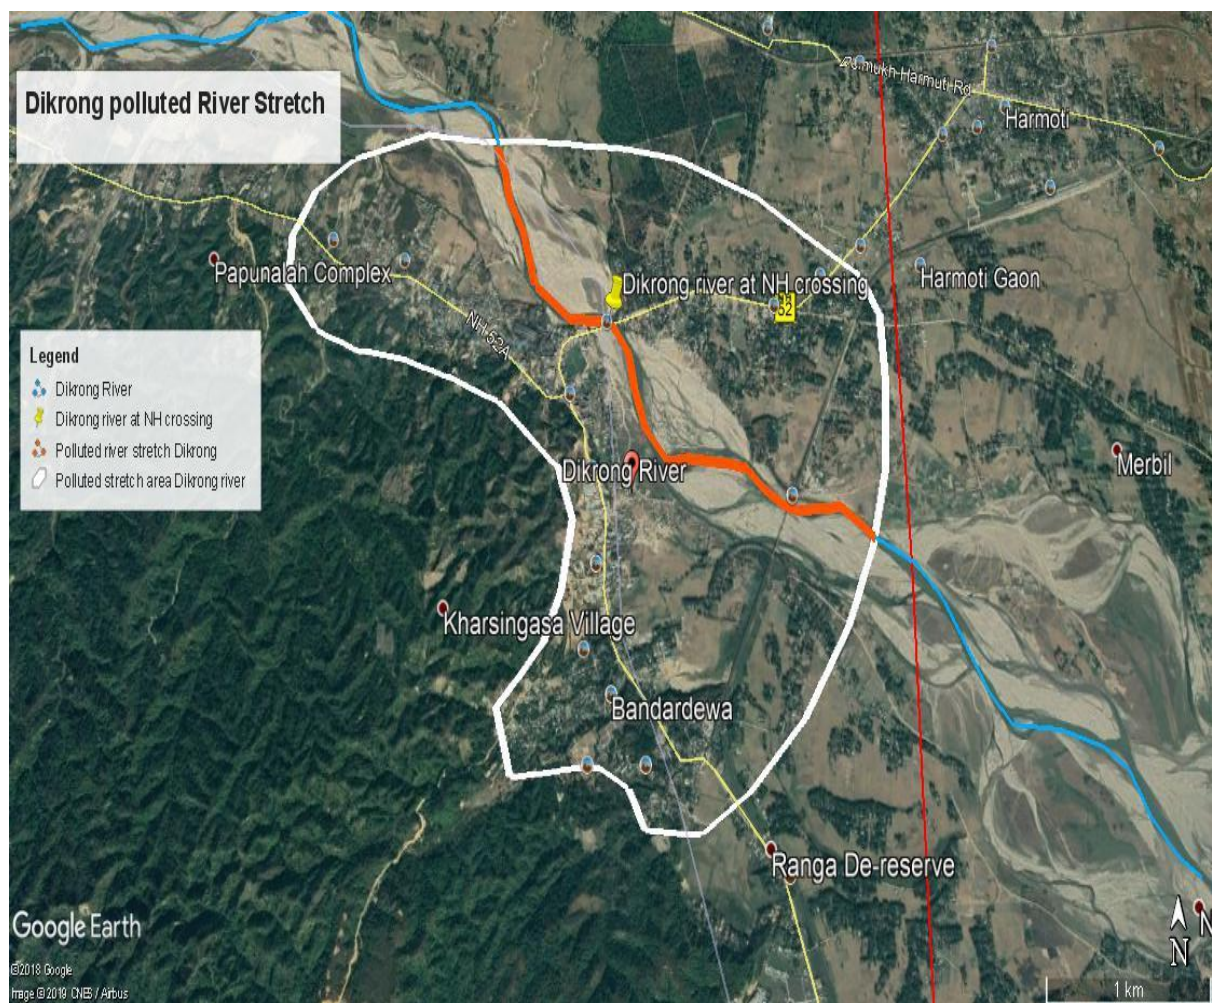 Dikrong polluted River Stretch
Harmuti Rd
Harmoti
Papunalah Complex
Dikrong river at NH crossing
Harmoti Gaon
52
NH 52A
Legend
Dikrong River
Dikrong river at NH crossing
Polluted river stretch Dikrong
Polluted stretch area Dikrong river
Dikrong River
Merbil
Kharsingasa Village
Bandardewa
Ranga De-reserve
Google Earth
N
N
©2018 Google
Image © 2019 CNES / Airbus
1 km